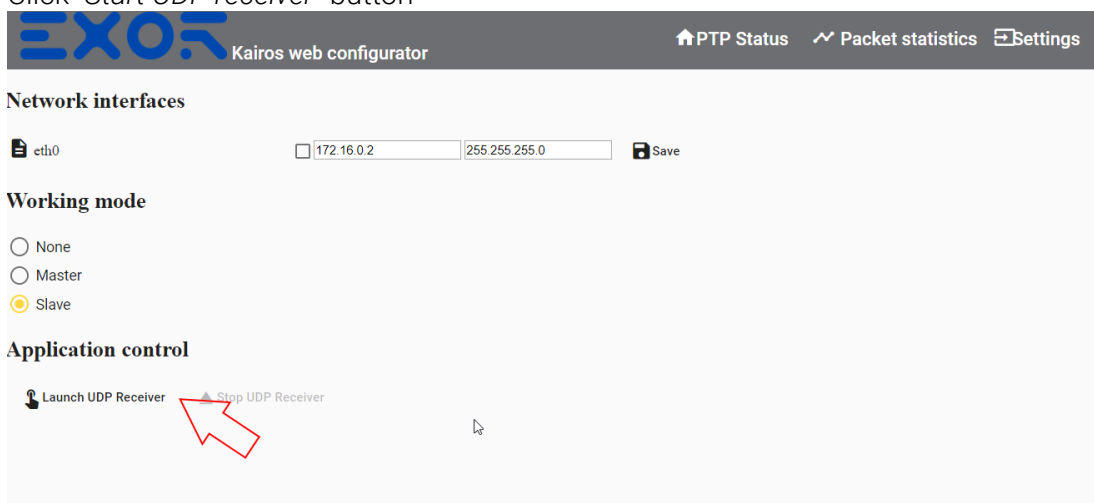 Click "Start UDP receiver" button
EXOR Kairos web configurator PTP Status Packet statistics Settings
Network interfaces
eth0 172.16.0.2 255.255.255.0 Save
Working mode
None
Master
Slave
Application control
Launch UDP Receiver Stop UDP Receiver